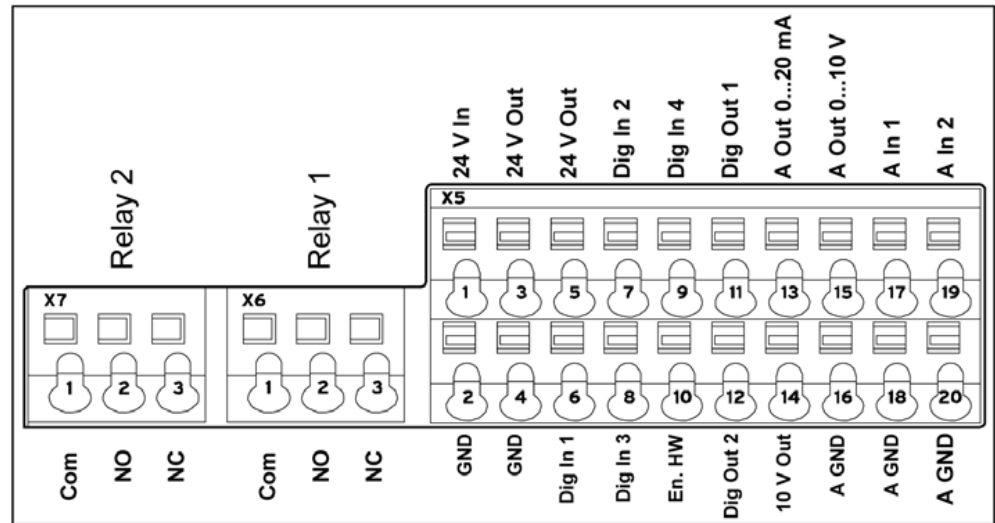 24 V In
24 V Out
24 V Out
Dig In 2
Dig In 4
Dig Out 1
A Out 0...20 mA
A Out 0...10 V
A In 1
A In 2
Relay 2
Relay 1
X5
1 3 5 7 9 11 13 15 17 19
X7
X6
1 2 3
1 2 3
2 4 6 8 10 12 14 16 18 20
Com
NO
NC
Com
NO
NC
GND
GND
Dig In 1
Dig In 3
En. HW
Dig Out 2
10 V Out
A GND
A GND
A GND